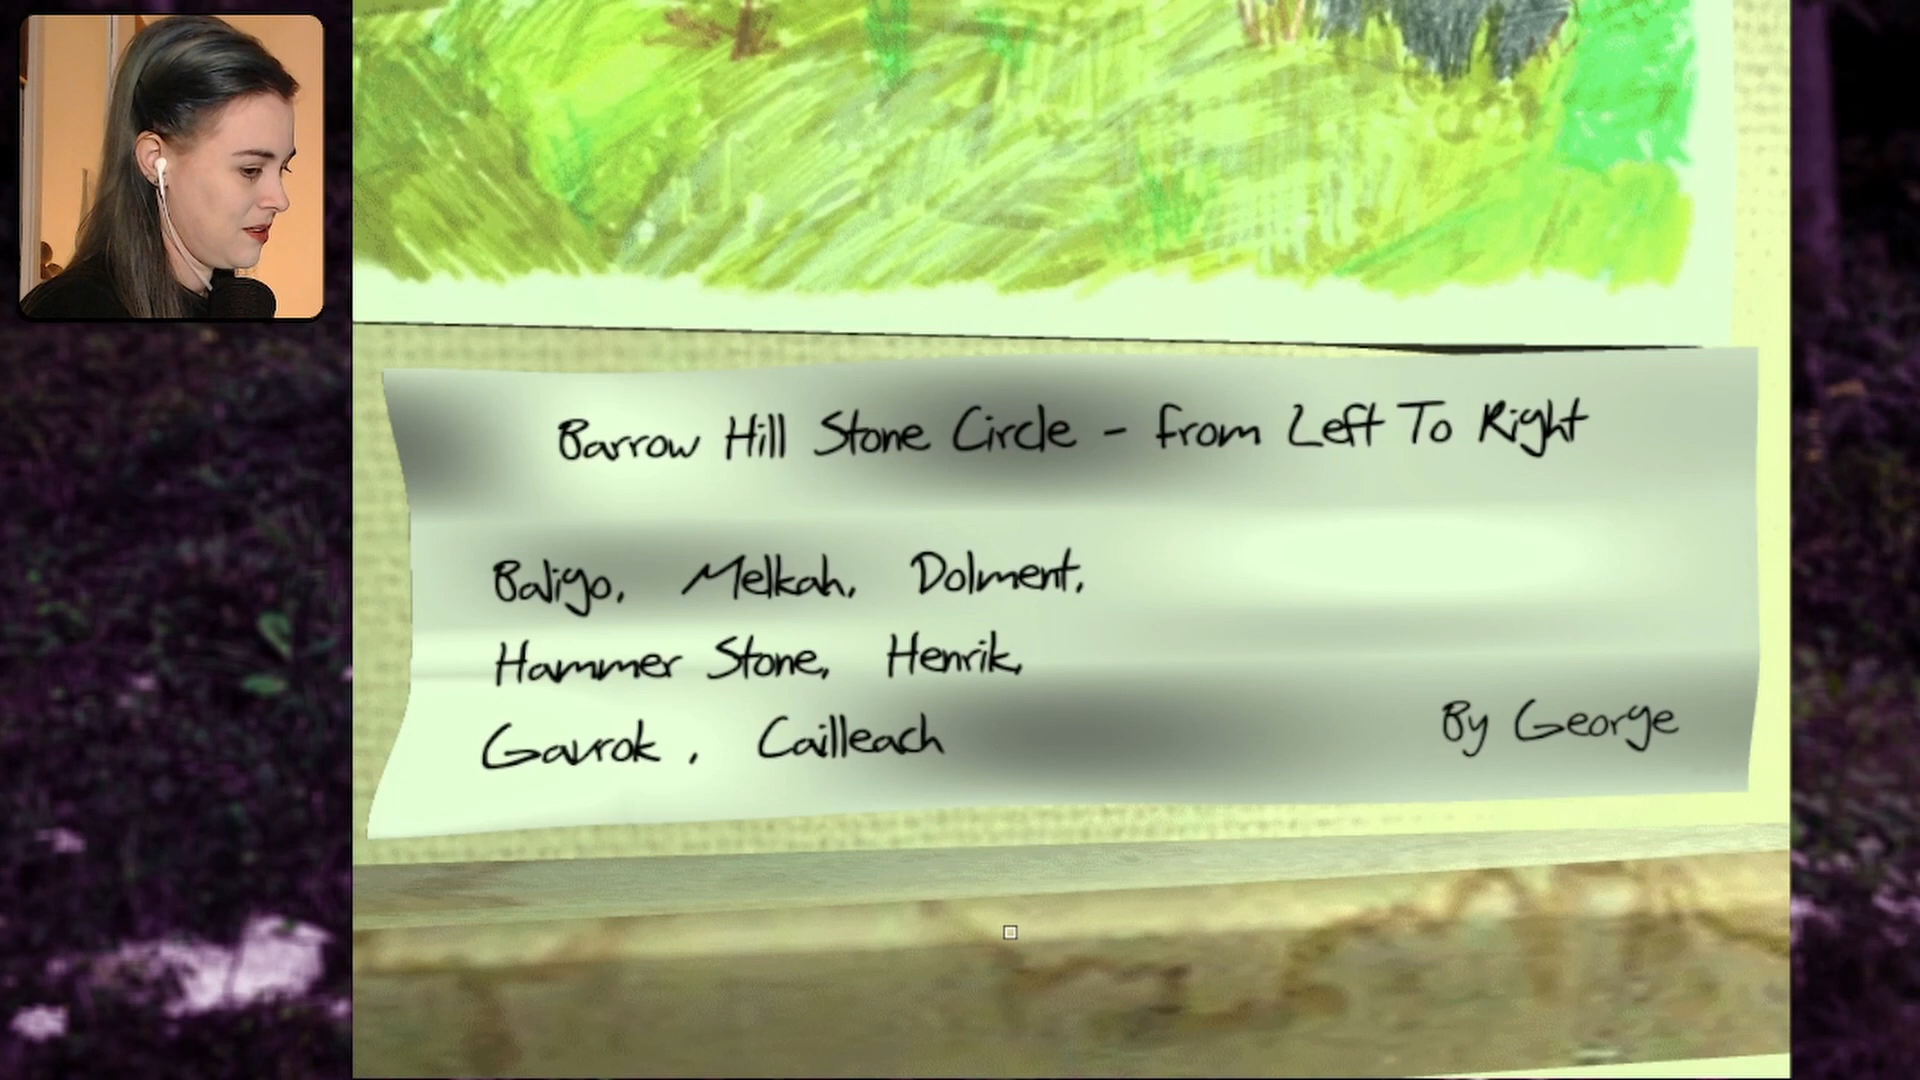 Barrow Hill Stone Circle - from Left To Right
Baligo, Melkah, Dolment,
Hammer Stone, Henrik,
Gavrok, Cailleach
By George